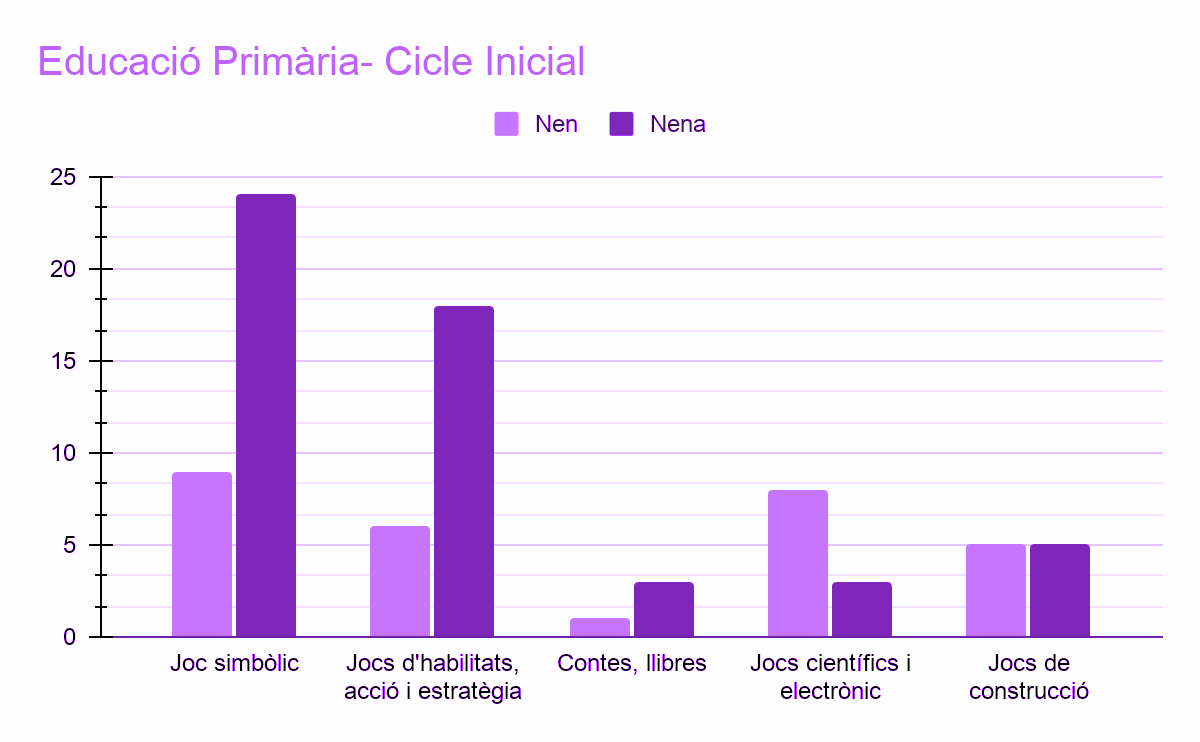 Educació Primària- Cicle Inicial
Nen Nena
25
20
15
10
5
0
Joc simbòlic
Jocs d'habilitats,
acció i estratègia
Contes, llibres
Jocs científics i
electrònic
Jocs de
construcció